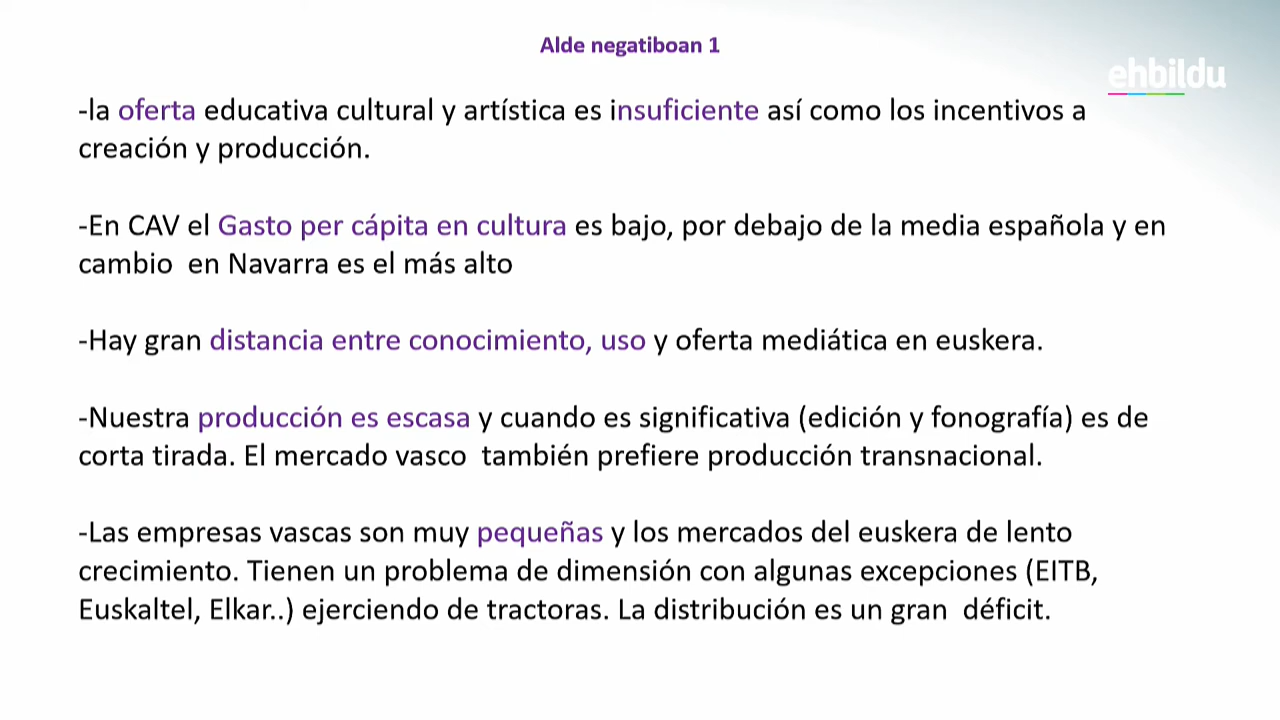 Alde negatiboan 1
ehbildu
-la oferta educativa cultural y artística es insuficiente así como los incentivos a
creación y producción.
-En CAV el Gasto per cápita en cultura es bajo, por debajo de la media española y en
cambio  en Navarra es el más alto
-Hay gran distancia entre conocimiento, uso y oferta mediática en euskera.
-Nuestra producción es escasa y cuando es significativa (edición y fonografía) es de
corta tirada. El mercado vasco  también prefiere producción transnacional.
-Las empresas vascas son muy pequeñas y los mercados del euskera de lento
crecimiento. Tienen un problema de dimensión con algunas excepciones (EITB,
Euskaltel, Elkar..) ejerciendo de tractoras. La distribución es un gran  déficit.